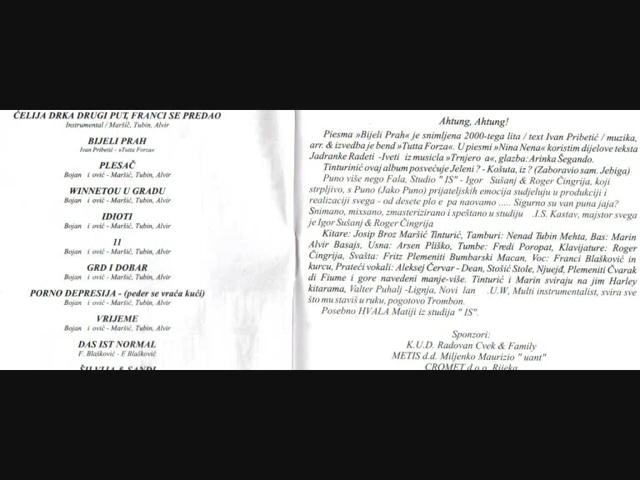 ČELIJA DRKA DRUGI PUT, FRANCI SE PREDAO
Instrumental / Maršić, Tubin, Alvir
BIJELI PRAH
Ivan Pribetić - »Tutta Forza«
PLESAČ
Bojan i ović - Maršić, Tubin, Alvir
WINNETOU U GRADU
Bojan i ović - Maršić, Tubin, Alvir
IDIOTI
Bojan i ović - Maršić, Tubin, Alvir
11
Bojan i ović - Maršić, Tubin, Alvir
GRD I DOBAR
Bojan i ović - Maršić, Tubin, Alvir
PORNO DEPRESIJA - (peder se vraća kući)
Bojan i ović - Maršić, Tubin, Alvir
VRIJEME
Bojan i ović - Maršić, Tubin, Alvir
DAS IST NORMAL
F. Blašković - F. Blašković
ŠILVIJA & SANDI
Ahtung, Ahtung!
Piesma »Bijeli Prah« je snimljena 2000-tega lita / text Ivan Pribetić / muzika,
arr. & izvedba je bend »Tutta Forza«. U piesmi »Nina Nena« koristim dijelove teksta
Jadranke Radeti -Iveti iz musicla »Trnjero a«, glazba: Arinka Šegando.
Tinturinić ovaj album posvećuje Jeleni ? - Košuta, iz ? (Zaboravio sam. Jebiga)
Puno više nego Fala, Studio " IS" - Igor Sušanj & Roger Čingrija, koji
strpljivo, s Puno (Jako Puno) prijateljskih emocija sudjeluju u produkciji i
realizaciji svega - od desete plo e pa naovamo ..... Sigurno su van puna jaja?
Snimano, missano, zmasterizirano i speštano u studiju .I.S. Kastav, majstor svega
je Igor Sušanj & Roger Čingrija
Kitare: Josip Broz Maršić Tinturić, Tamburi: Nenad Tubin Mehta, Bas: Marin
Alvir Basajs, Usna: Arsen Pliško, Tumbe: Fredi Poropat, Klavijature: Roger
Čingrija, Svašta: Fritz Plemeniti Bumbarski Macan, Voc: Franci Blašković in
kurcu, Prateći vokali: Aleksej Červar - Dean, Stošić Stole, Njuejd, Plemeniti Čvarak
di Fiume i gore navedeni manje-više. Tinturić i Marin sviraju na jim Harley
kitarama, Valter Puhalj -Lignja, Novi lan .U.W, Multi instrumentalist, svira sve
što mu staviš u ruku, pogotovo Trombon.
Posebno HVALA Matiji iz studija " IS".
Sponzori:
K.U.D. Radovan Cvek & Family
METIS d.d. Miljenko Maurizio " uant"
CROMET d.o.o. Rijeka